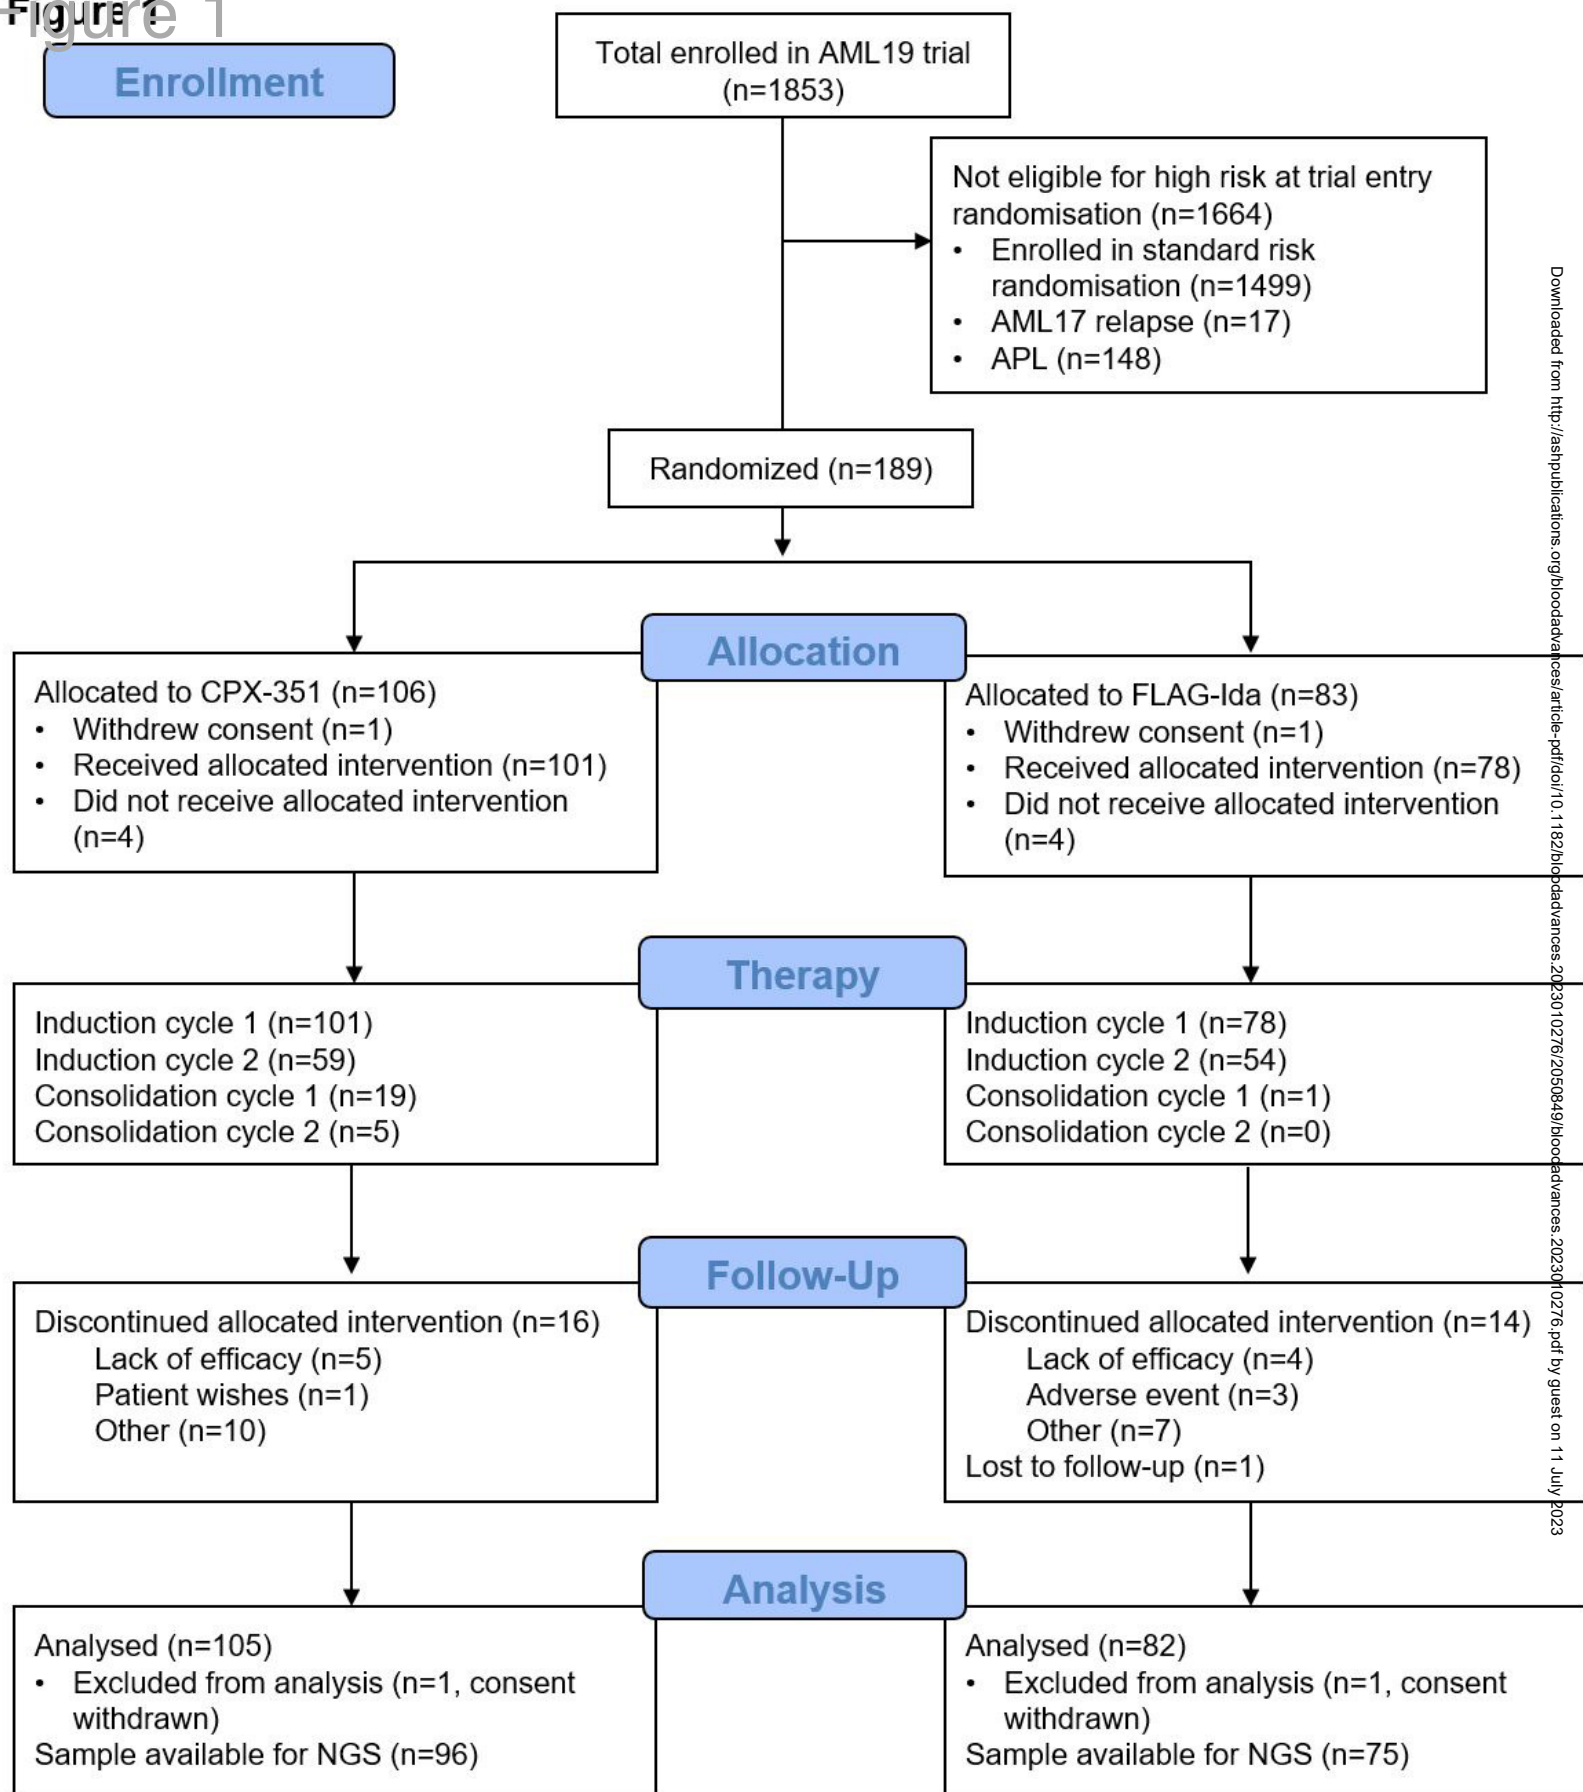 Figure 1
Figure 1
Enrollment
Total enrolled in AML19 trial
(n=1853)
Not eligible for high risk at trial entry
randomisation (n=1664)
• Enrolled in standard risk
randomisation (n=1499)
• AML17 relapse (n=17)
• APL (n=148)
Randomized (n=189)
Allocation
Allocated to CPX-351 (n=106)
• Withdrew consent (n=1)
• Received allocated intervention (n=101)
• Did not receive allocated intervention
(n=4)
Allocated to FLAG-Ida (n=83)
• Withdrew consent (n=1)
• Received allocated intervention (n=78)
• Did not receive allocated intervention
(n=4)
Therapy
Induction cycle 1 (n=101)
Induction cycle 2 (n=59)
Consolidation cycle 1 (n=19)
Consolidation cycle 2 (n=5)
Induction cycle 1 (n=78)
Induction cycle 2 (n=54)
Consolidation cycle 1 (n=1)
Consolidation cycle 2 (n=0)
Follow-Up
Discontinued allocated intervention (n=16)
Lack of efficacy (n=5)
Patient wishes (n=1)
Other (n=10)
Discontinued allocated intervention (n=14)
Lack of efficacy (n=4)
Adverse event (n=3)
Other (n=7)
Lost to follow-up (n=1)
Analysis
Analysed (n=105)
• Excluded from analysis (n=1, consent
withdrawn)
Sample available for NGS (n=96)
Analysed (n=82)
• Excluded from analysis (n=1, consent
withdrawn)
Sample available for NGS (n=75)
Downloaded from http://ashpublications.org/bloodadvances/article-pdf/doi/10.1182/bloodadvances.2023010276/2050849/bloodadvances.2023010276.pdf by guest on 11 July 2023